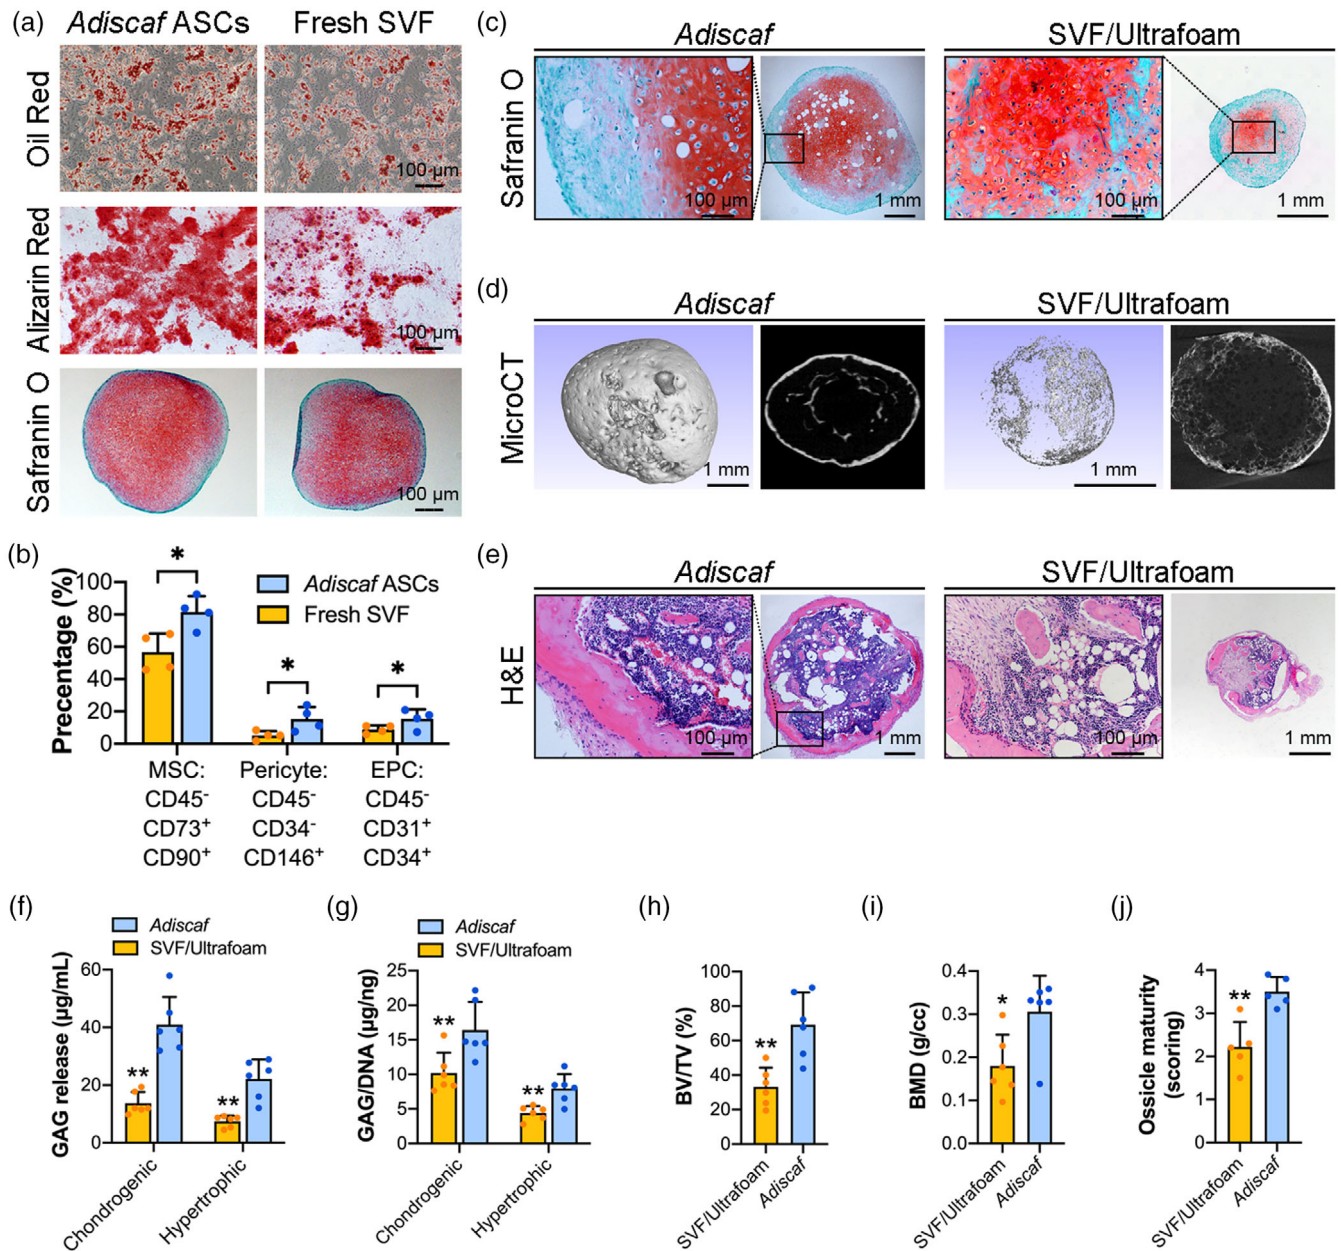 (a)
Adiscaf ASCs
Fresh SVF
Oil Red
100 µm
Alizarin Red
100 µm
Safranin O
100 µm
(b)
*
*
*
Adiscaf ASCs
Fresh SVF
Precentage (%)
100
80
60
40
20
0
MSC:
CD45-
CD73+
CD90+
Pericyte:
CD45-
CD34-
CD146+
EPC:
CD45-
CD31+
CD34+
(c)
Adiscaf
SVF/Ultrafoam
Safranin O
100 µm
1 mm
100 µm
1 mm
(d)
Adiscaf
SVF/Ultrafoam
MicroCT
1 mm
1 mm
(e)
Adiscaf
SVF/Ultrafoam
H&E
100 µm
1 mm
100 µm
1 mm
(f)
Adiscaf
SVF/Ultrafoam
GAG release (µg/mL)
60
40
20
0
**
**
Chondrogenic
Hypertrophic
(g)
Adiscaf
SVF/Ultrafoam
GAG/DNA (µg/ng)
25
20
15
10
5
0
**
**
Chondrogenic
Hypertrophic
(h)
BV/TV (%)
100
80
60
40
20
0
**
SVF/Ultrafoam
Adiscaf
(i)
BMD (g/cc)
0.4
0.3
0.2
0.1
0.0
*
SVF/Ultrafoam
Adiscaf
(j)
Ossicle maturity
(scoring)
4
3
2
1
0
**
SVF/Ultrafoam
Adiscaf